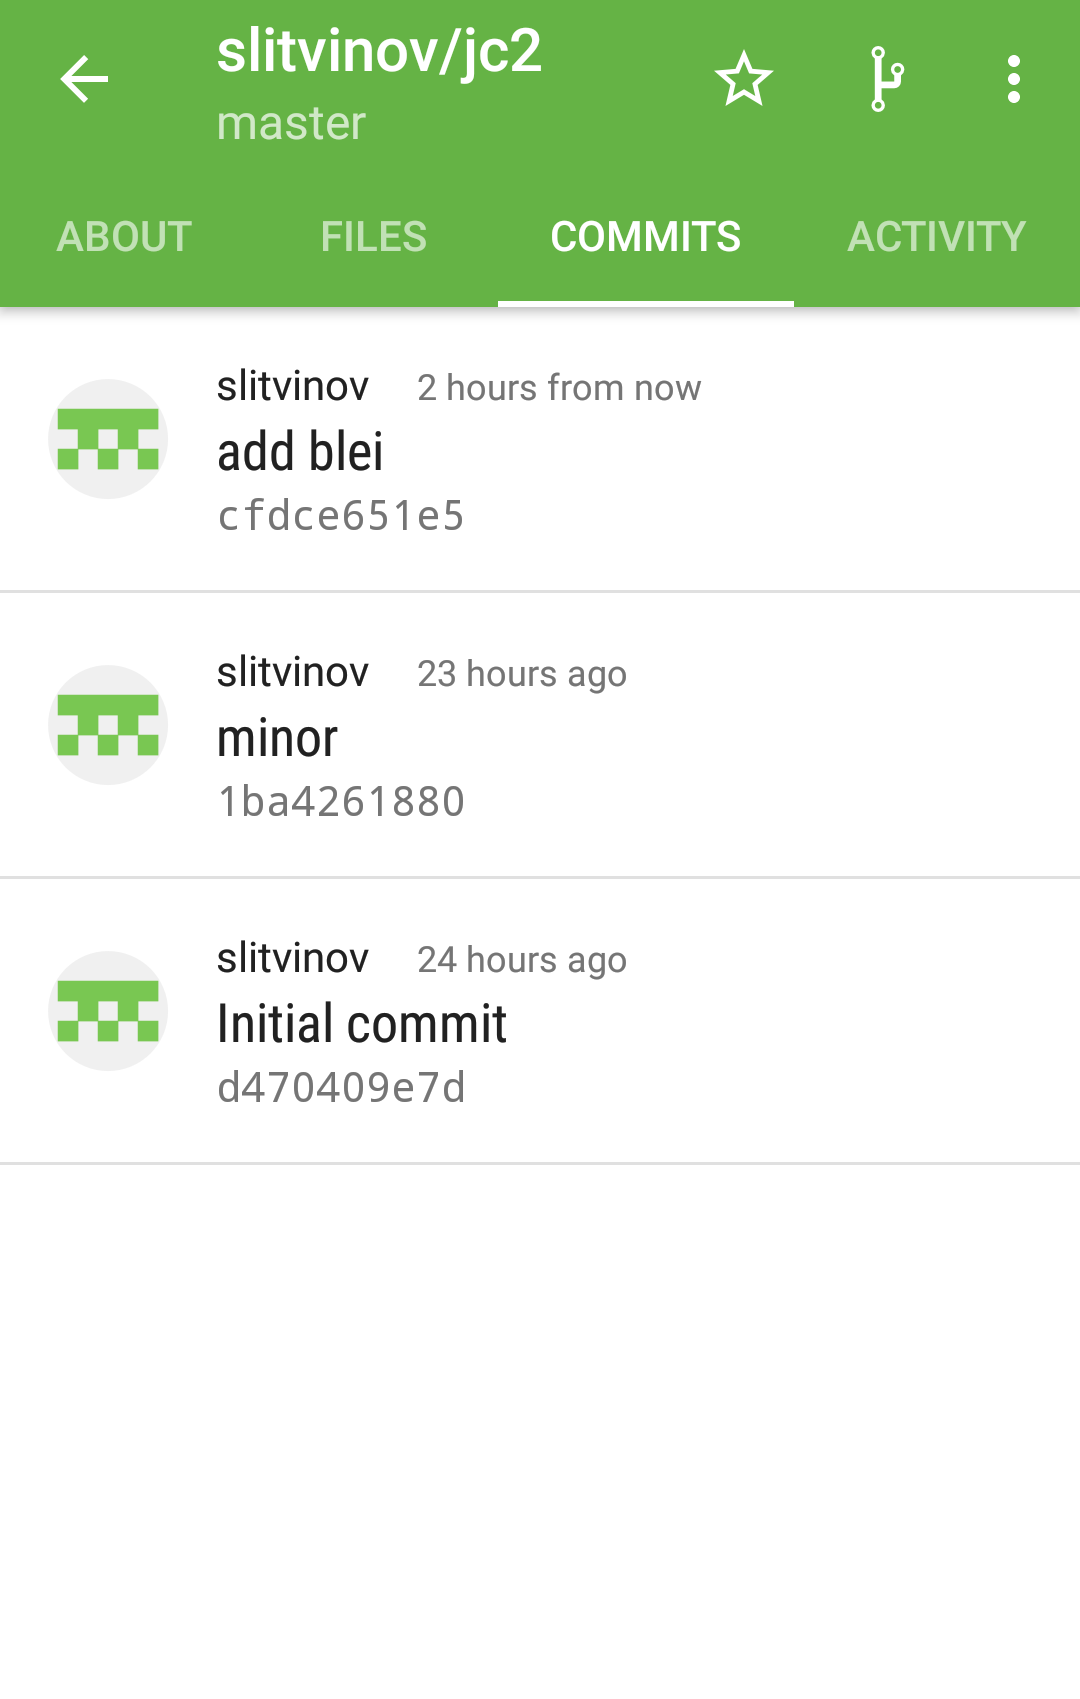 slitvinov/jc2
master
ABOUT FILES COMMITS ACTIVITY
slitvinov 2 hours from now
add blei
cfdce651e5
slitvinov 23 hours ago
minor
1ba4261880
slitvinov 24 hours ago
Initial commit
d470409e7d